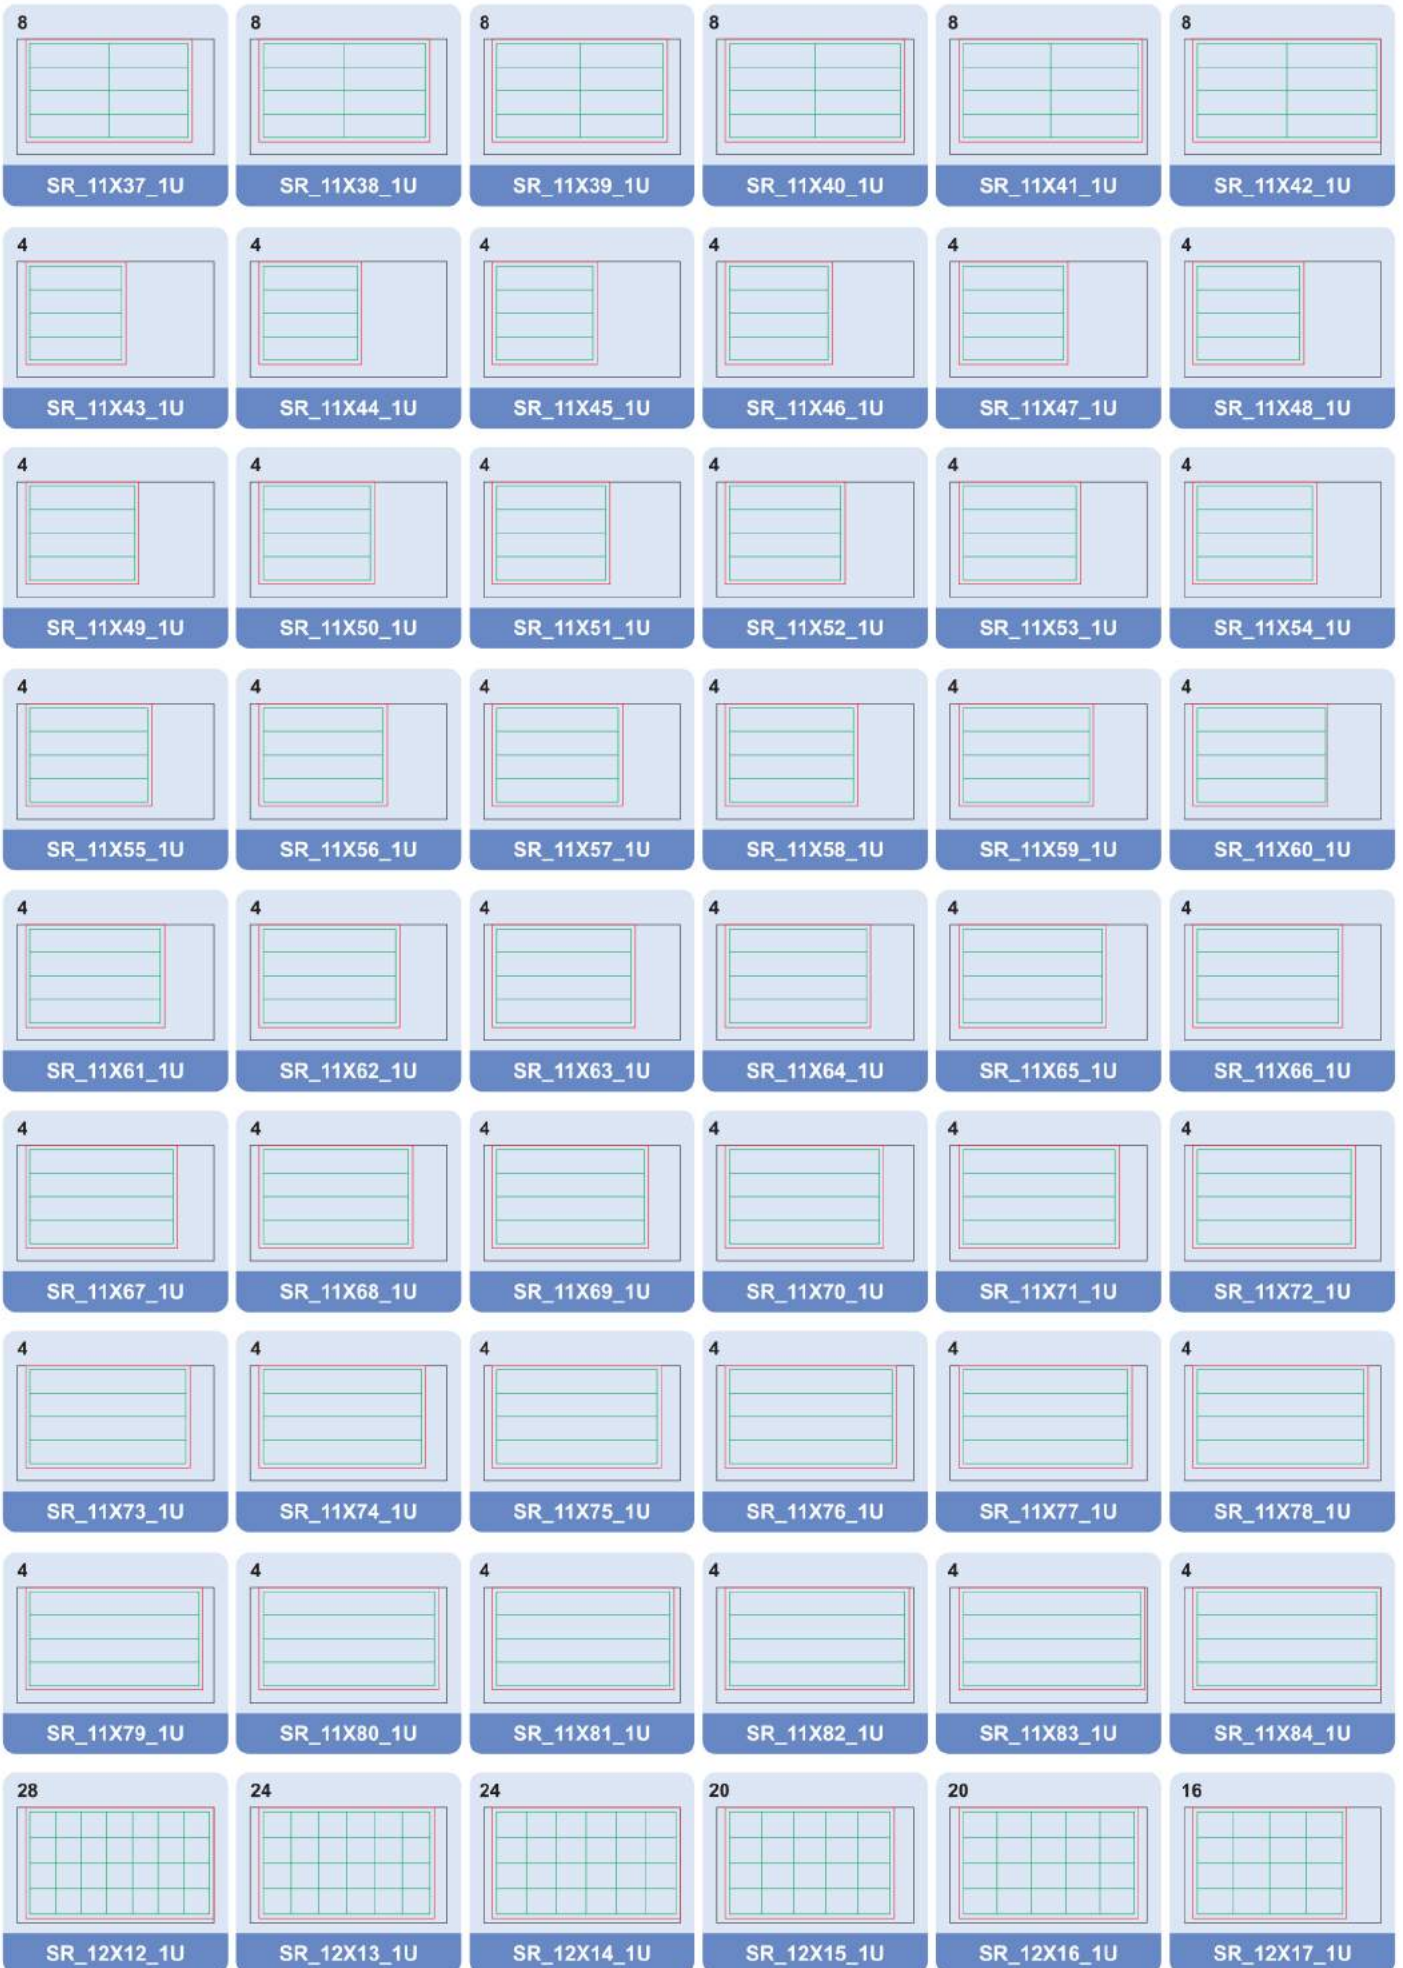 8 8 8 8 8 8
SR_11X37_1U SR_11X38_1U SR_11X39_1U SR_11X40_1U SR_11X41_1U SR_11X42_1U
4 4 4 4 4 4
SR_11X43_1U SR_11X44_1U SR_11X45_1U SR_11X46_1U SR_11X47_1U SR_11X48_1U
4 4 4 4 4 4
SR_11X49_1U SR_11X50_1U SR_11X51_1U SR_11X52_1U SR_11X53_1U SR_11X54_1U
4 4 4 4 4 4
SR_11X55_1U SR_11X56_1U SR_11X57_1U SR_11X58_1U SR_11X59_1U SR_11X60_1U
4 4 4 4 4 4
SR_11X61_1U SR_11X62_1U SR_11X63_1U SR_11X64_1U SR_11X65_1U SR_11X66_1U
4 4 4 4 4 4
SR_11X67_1U SR_11X68_1U SR_11X69_1U SR_11X70_1U SR_11X71_1U SR_11X72_1U
4 4 4 4 4 4
SR_11X73_1U SR_11X74_1U SR_11X75_1U SR_11X76_1U SR_11X77_1U SR_11X78_1U
4 4 4 4 4 4
SR_11X79_1U SR_11X80_1U SR_11X81_1U SR_11X82_1U SR_11X83_1U SR_11X84_1U
28 24 24 20 20 16
SR_12X12_1U SR_12X13_1U SR_12X14_1U SR_12X15_1U SR_12X16_1U SR_12X17_1U